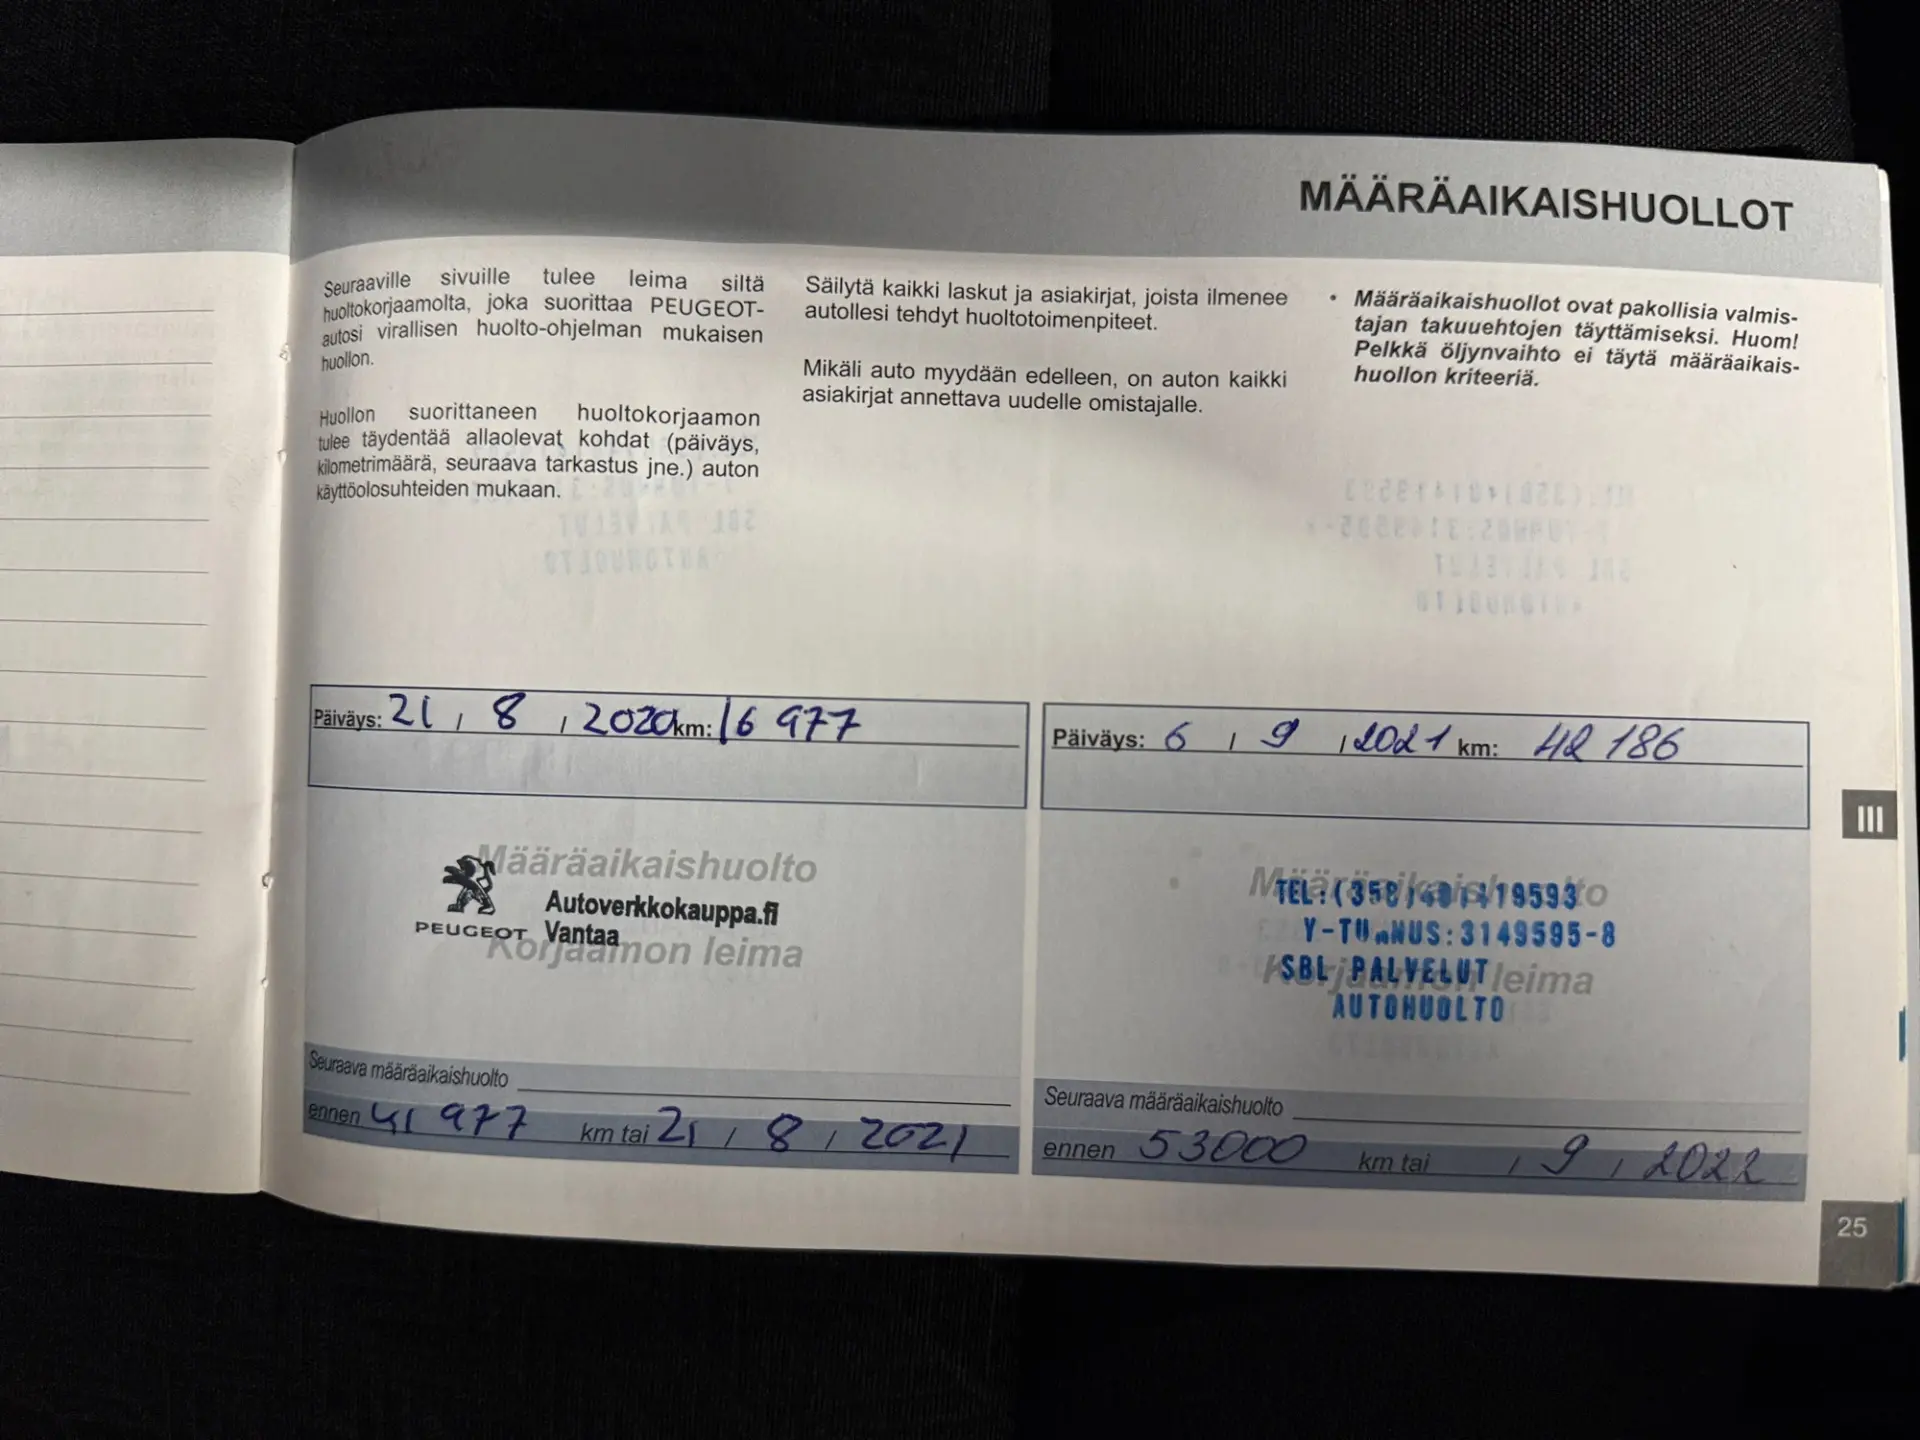 MÄÄRÄAIKAISHUOLLOT
Seuraaville sivuille tulee leima siltä
huoltokorjaamolta, joka suorittaa PEUGEOT-
autosi virallisen huolto-ohjelman mukaisen
huollon.
Huollon suorittaneen huoltokorjaamon
tulee täydentää allaolevat kohdat (päiväys,
kilometrimäärä, seuraava tarkastus jne.) auton
käyttöolosuhteiden mukaan.
Säilytä kaikki laskut ja asiakirjat, joista ilmenee
autollesi tehdyt huoltotoimenpiteet.
Mikäli auto myydään edelleen, on auton kaikki
asiakirjat annettava uudelle omistajalle.
• Määräaikaishuollot ovat pakollisia valmis-
tajan takuuehtojen täyttämiseksi. Huom!
Pelkkä öljynvaihto ei täytä määräaikais-
huollon kriteeriä.
Päiväys: 21 / 8 / 2020 km: 16 977
Määräaikaishuolto
PEUGEOT
Autoverkkokauppa.fi
Vantaa
Korjaamon leima
Seuraava määräaikaishuolto
ennen 41 977 km tai 21 / 8 / 2021
Päiväys: 6 / 9 / 2021 km: 42 186
Määräaikaishuolto
TEL:(358)401419593
Y-TUNNUS:3149595-8
Korjaamon leima
SBL PALVELUT
AUTOHUOLTO
Seuraava määräaikaishuolto
ennen 53000 km tai / 9 / 2022
III
25